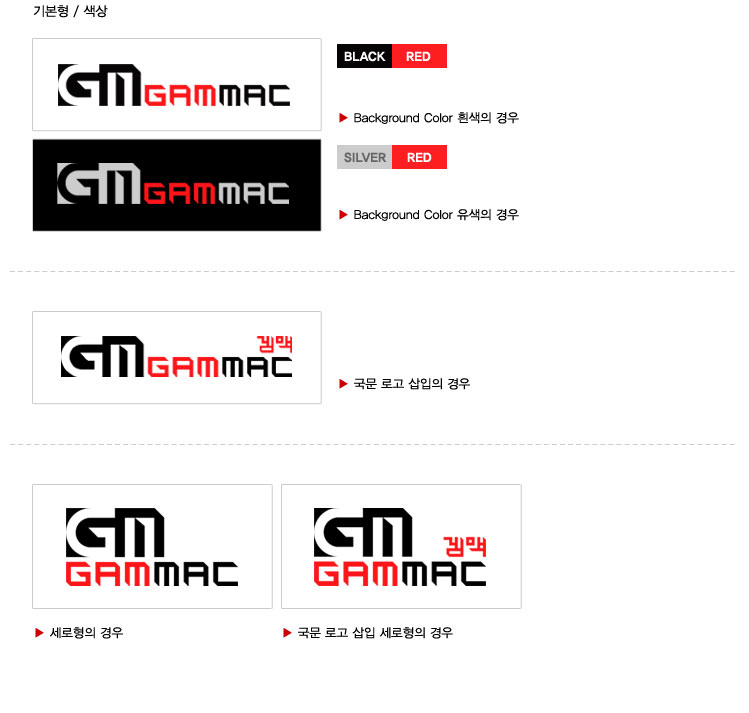 기본형 / 색상
GM GAMMAC
BLACK RED
▶ Background Color 흰색의 경우
GM GAMMAC
SILVER RED
▶ Background Color 유색의 경우
GM GAMMAC 겜맥
▶ 국문 로고 삽입의 경우
GM
GAMMAC
▶ 세로형의 경우
GM 겜맥
GAMMAC
▶ 국문 로고 삽입 세로형의 경우